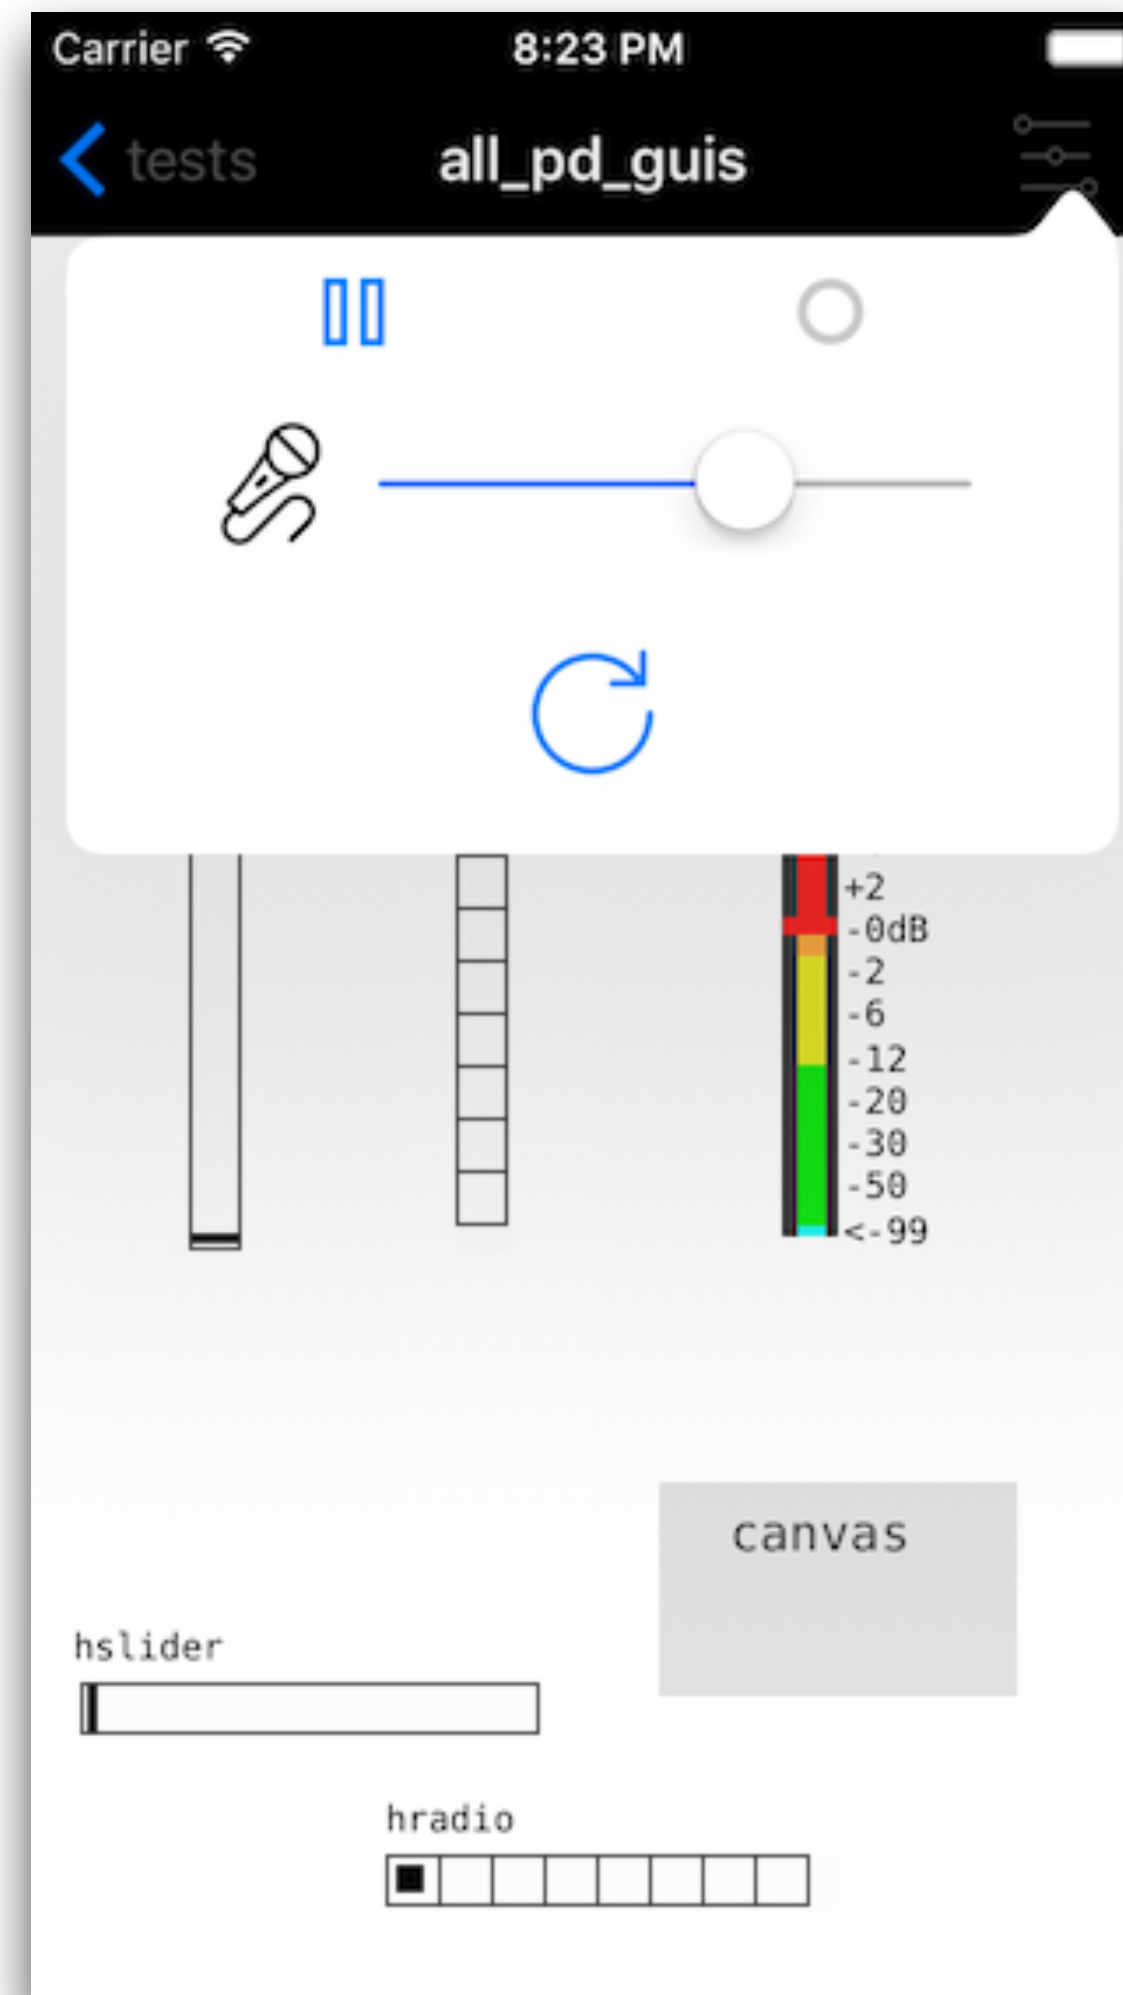 Carrier 8:23 PM
tests all_pd_guis
+2
-0dB
-2
-6
-12
-20
-30
-50
<-99
canvas
hslider
hradio